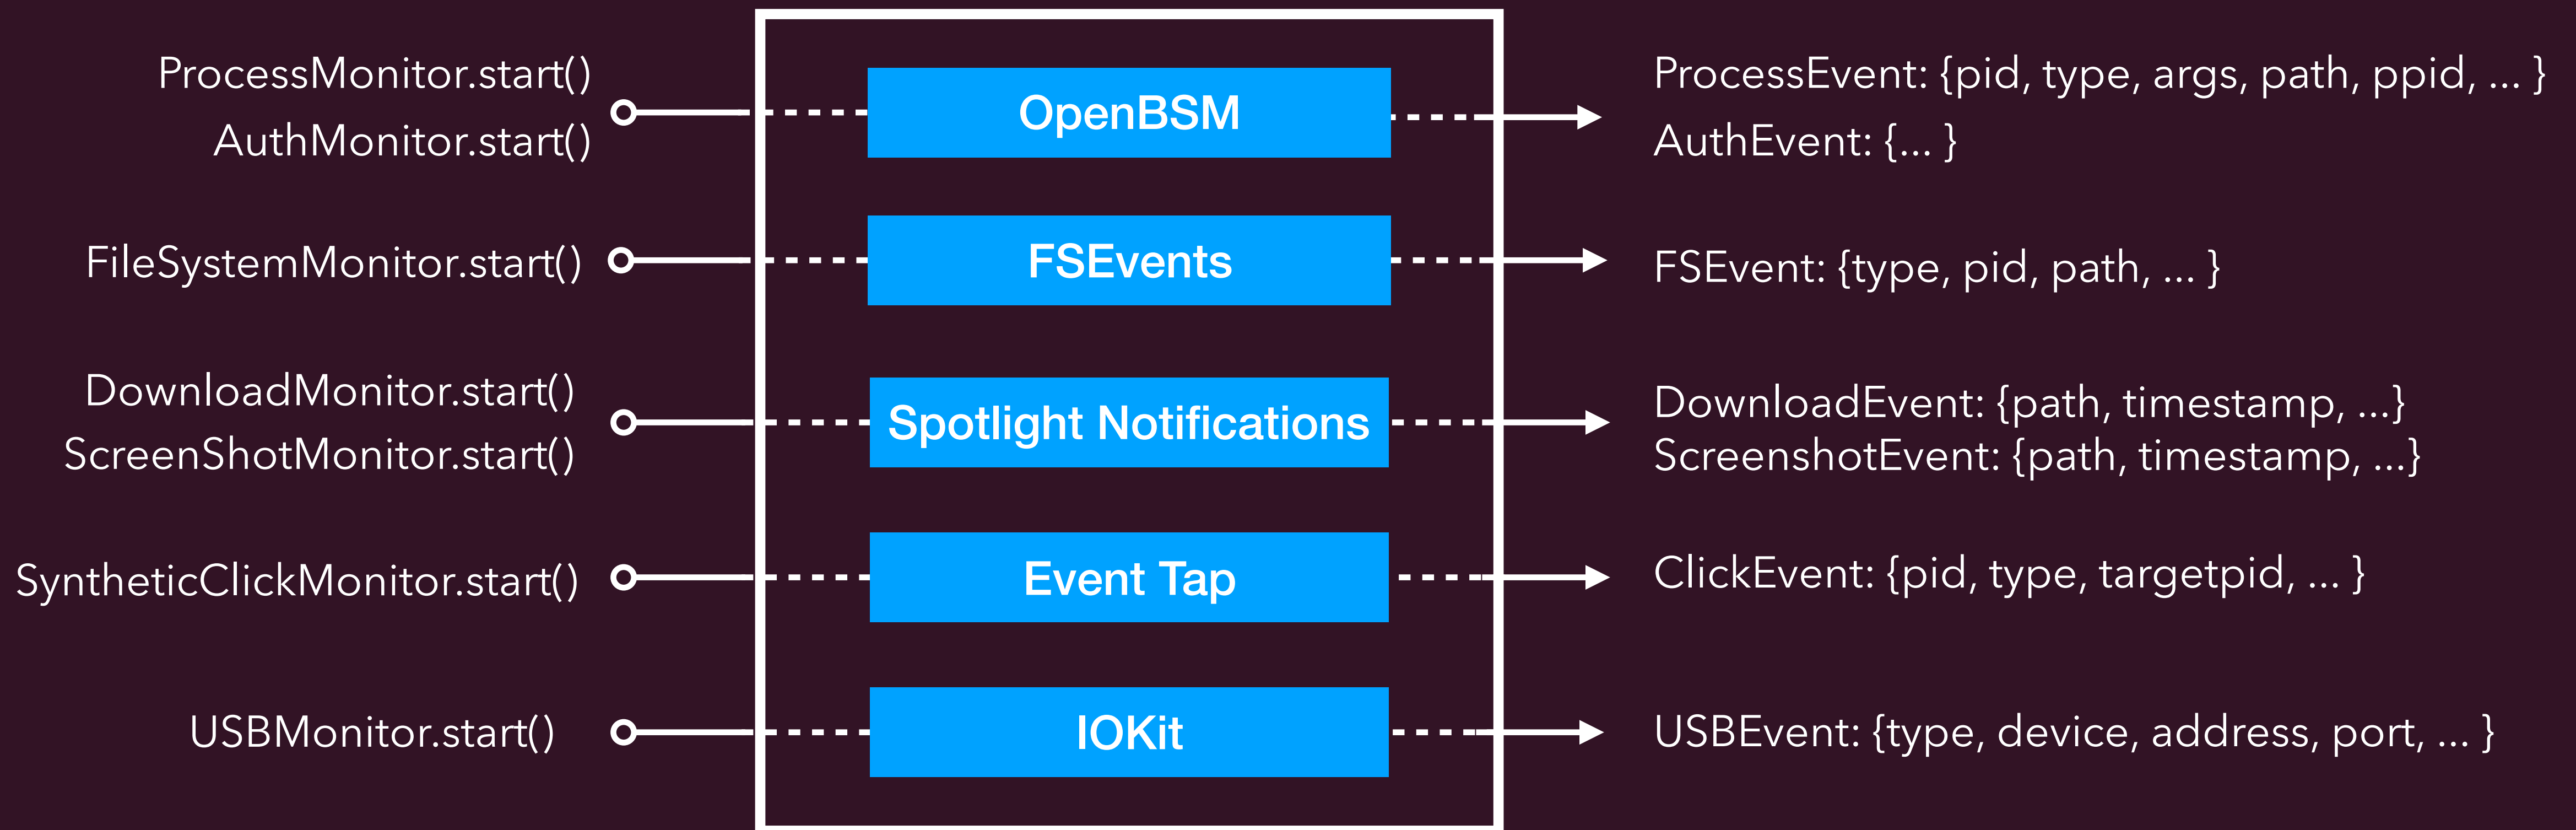 ProcessMonitor.start()
AuthMonitor.start()
OpenBSM
ProcessEvent: {pid, type, args, path, ppid, ... }
AuthEvent: {... }
FileSystemMonitor.start()
FSEvents
FSEvent: {type, pid, path, ... }
DownloadMonitor.start()
ScreenShotMonitor.start()
Spotlight Notifications
DownloadEvent: {path, timestamp, ...}
ScreenshotEvent: {path, timestamp, ...}
SyntheticClickMonitor.start()
Event Tap
ClickEvent: {pid, type, targetpid, ... }
USBMonitor.start()
IOKit
USBEvent: {type, device, address, port, ... }